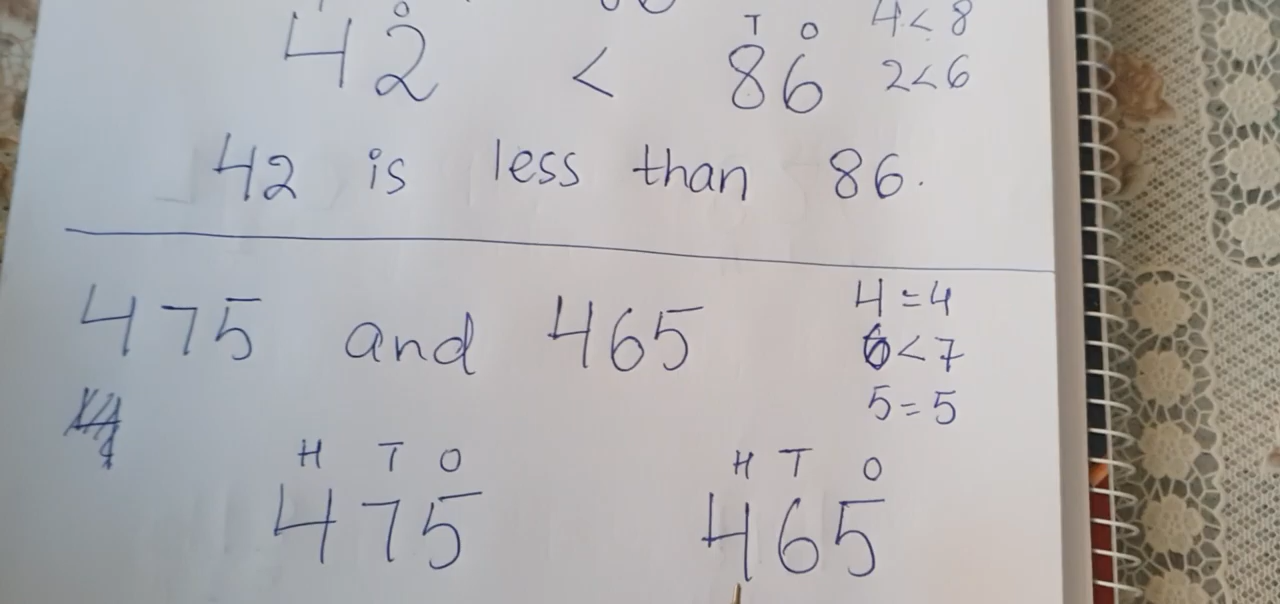 T O 4 < 8
42 < 86 2 < 6
42 is less than 86.
475 and 465 4 = 4
6 < 7
5 = 5
H T O H T O
475 465